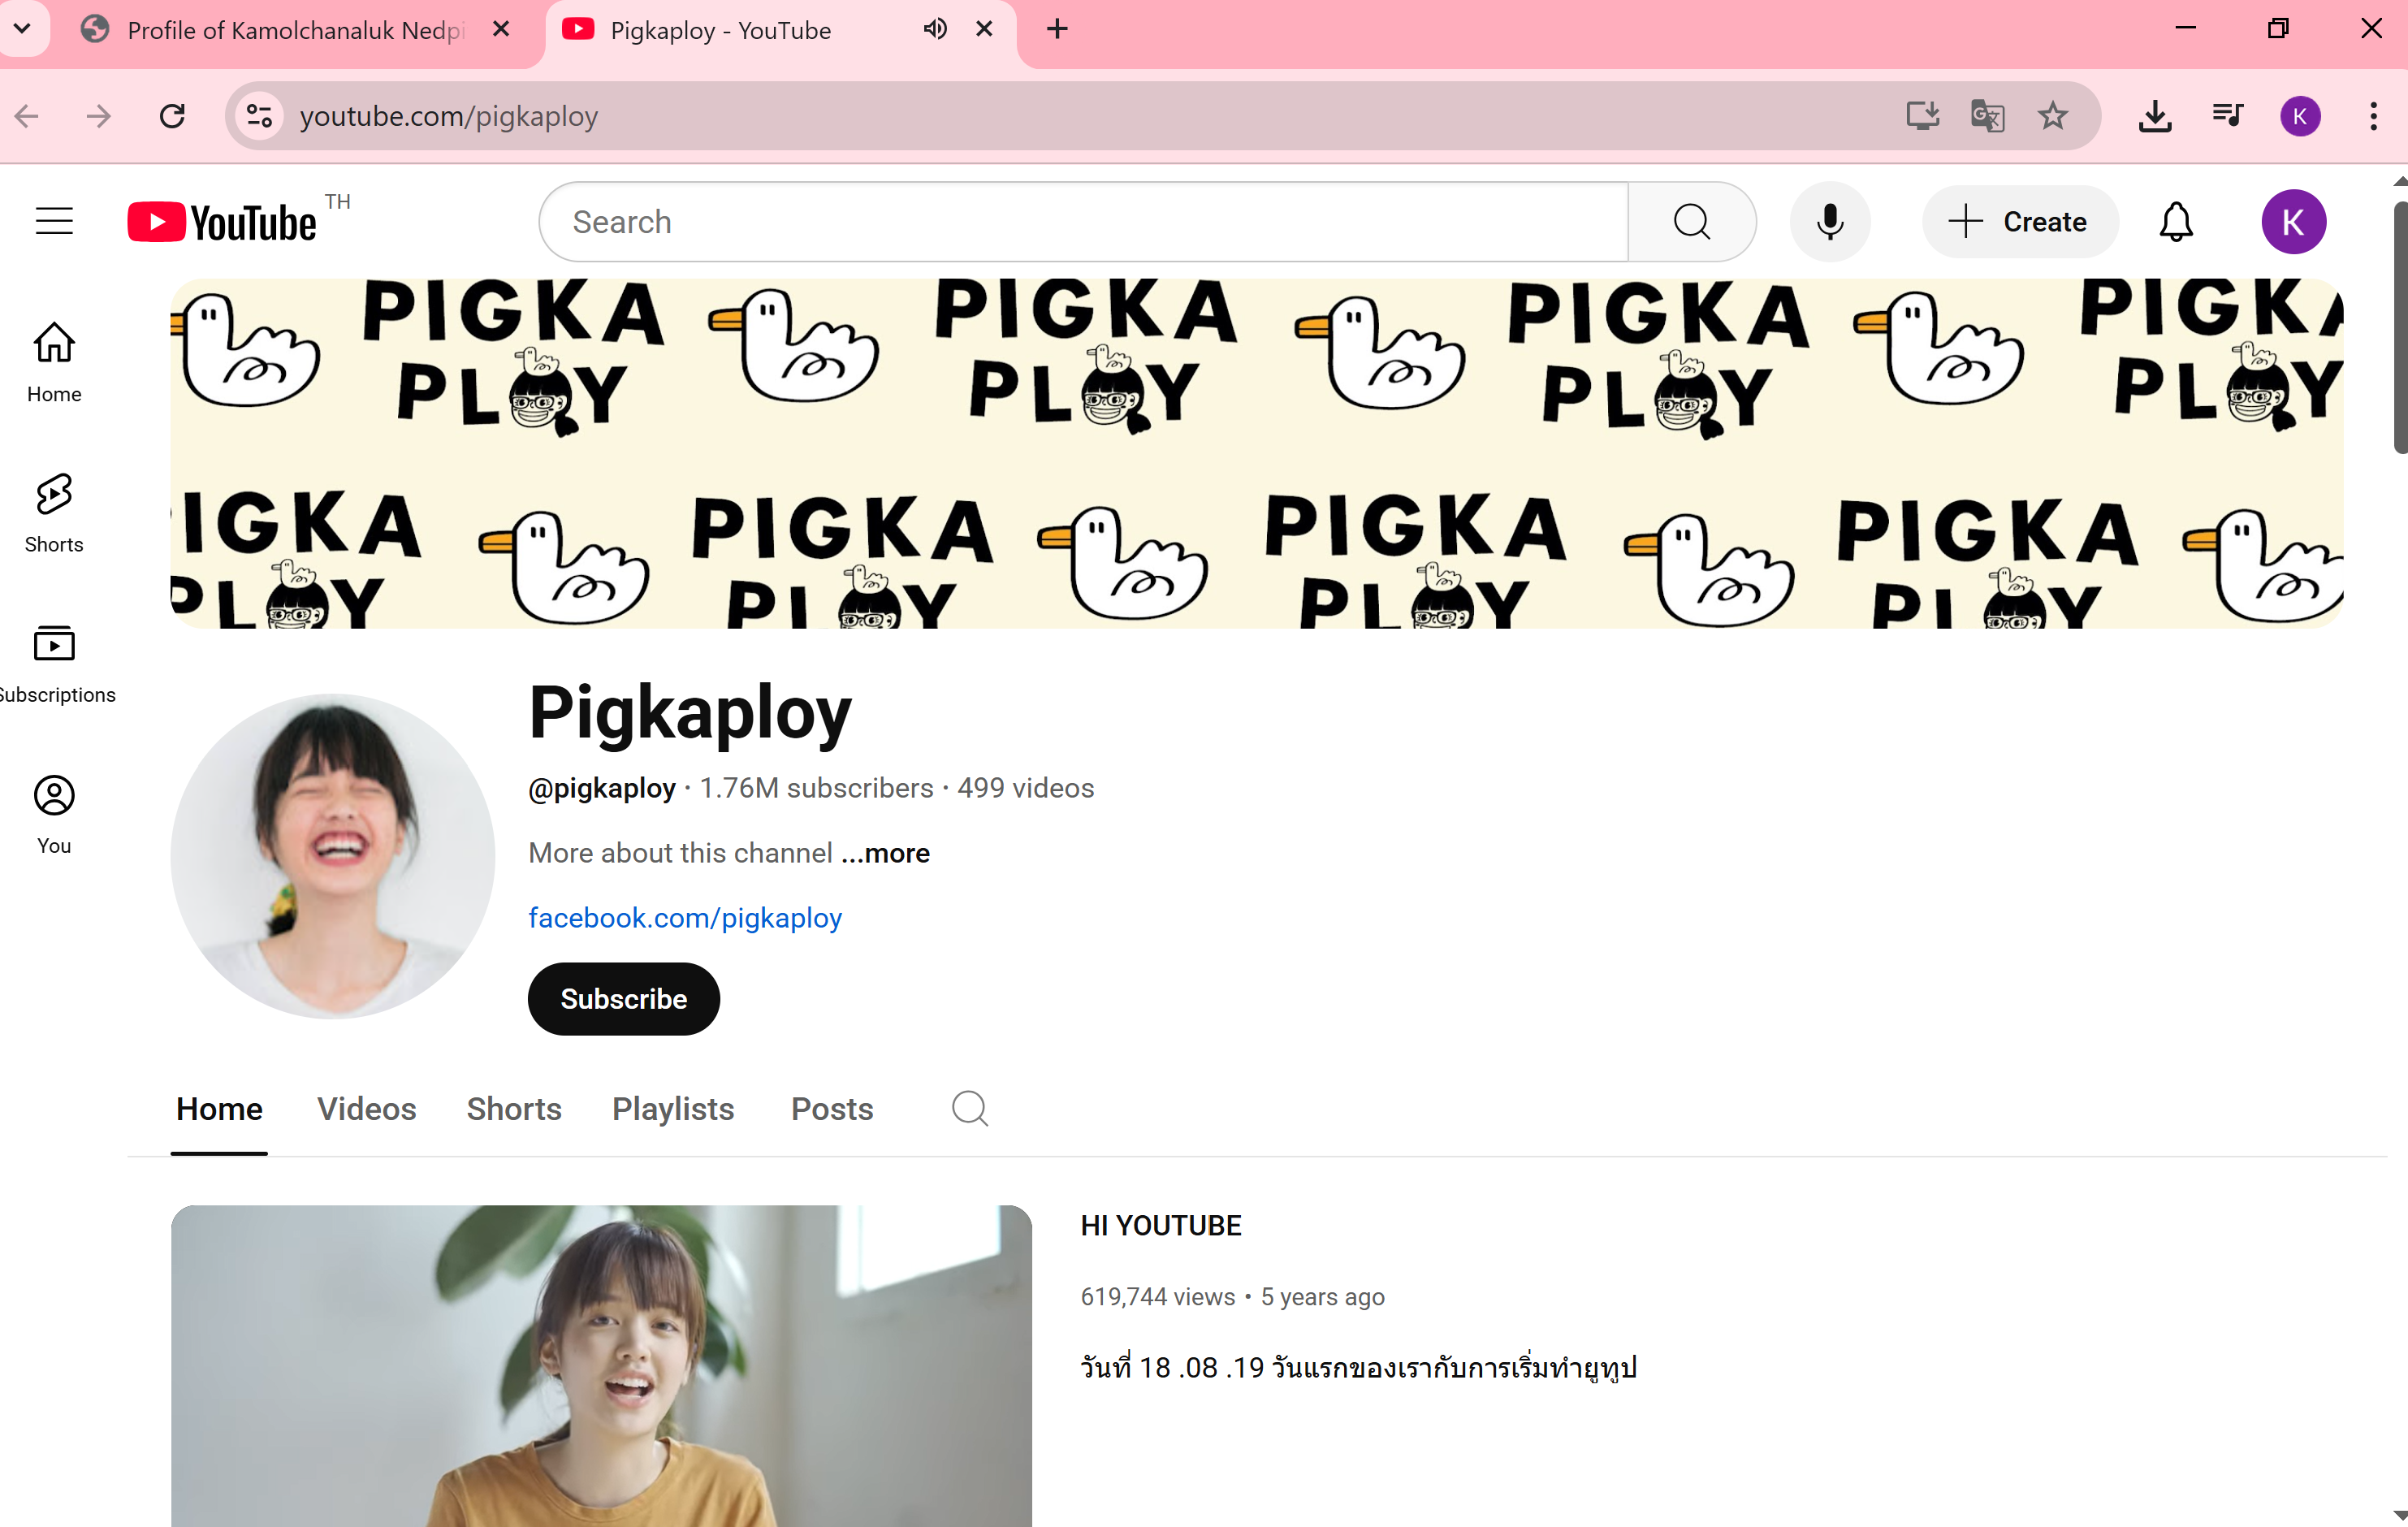 Profile of Kamolchanaluk Nedpi
Pigkaploy - YouTube
youtube.com/pigkaploy
K
YouTube TH
Search
Create
K
Home
Shorts
Subscriptions
You
PIGKA PIGKA PIGKA PIGKA
PLOY PLOY PLOY PLOY
IGKA PIGKA PIGKA PIGKA
PLOY PLOY PLOY PLOY
Pigkaploy
@pigkaploy • 1.76M subscribers • 499 videos
More about this channel ...more
facebook.com/pigkaploy
Subscribe
Home Videos Shorts Playlists Posts
HI YOUTUBE
619,744 views • 5 years ago
วันที่ 18 .08 .19 วันแรกของเรากับการเริ่มทำยูทูป